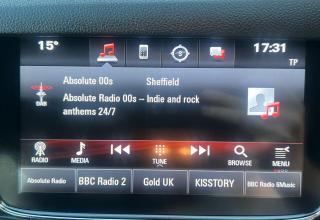 15°
17:31
TP
Absolute 00s Sheffield
DAB
Absolute Radio 00s – Indie and rock
anthems 24/7
RADIO MEDIA TUNE BROWSE MENU
Absolute Radio BBC Radio 2 Gold UK KISSTORY BBC Radio 6Music